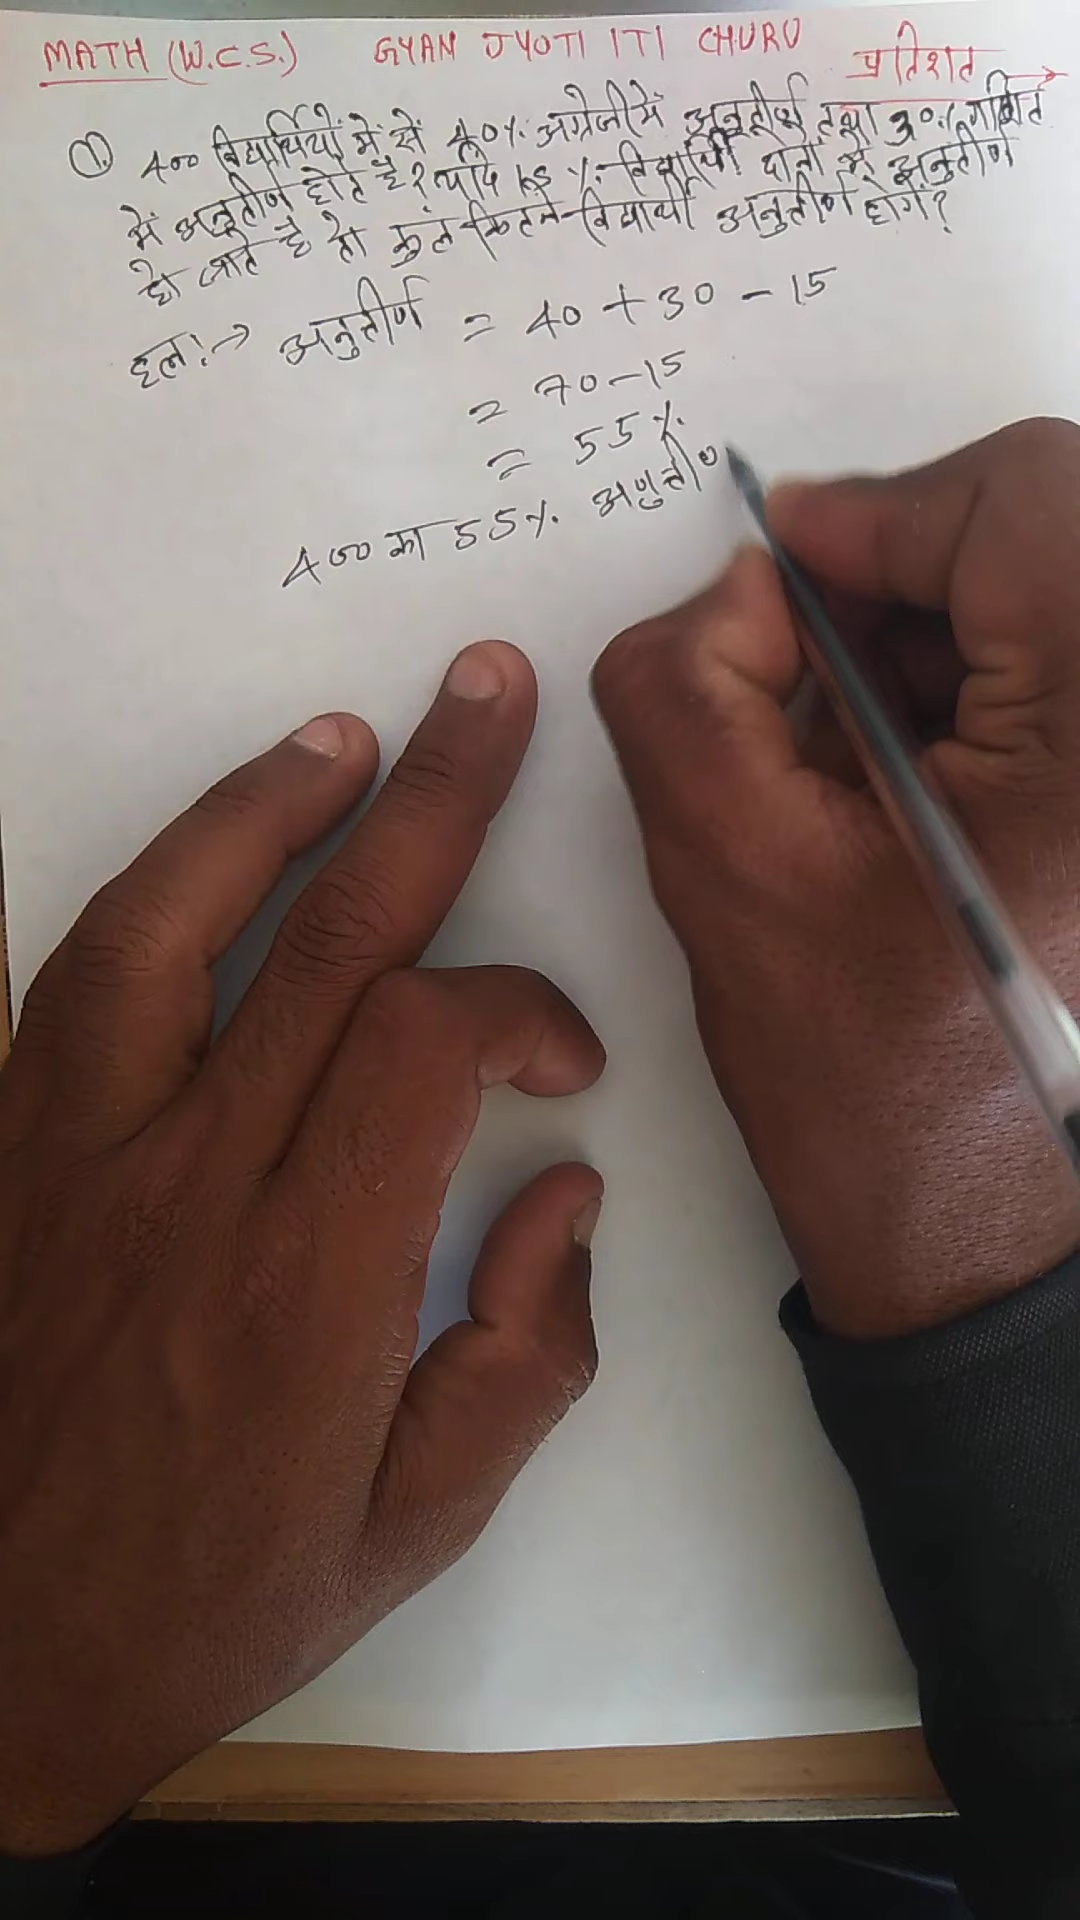 MATH (W.C.S.) GYAN JYOTI ITI CHURU प्रतिशत →
①. 400 विद्यार्थियों में से 40% अंग्रेजी में अनुतीर्ण तथा 30% गणित
में अनुतीर्ण होते है? यदि 15 % विद्यार्थी दोनों में अनुतीर्ण
हो जाते है तो कुल कितने विद्यार्थी अनुतीर्ण होगें?
हल:→ अनुतीर्ण = 40 + 30 - 15
= 70-15
= 55%
400 का 55% अणुत्ती